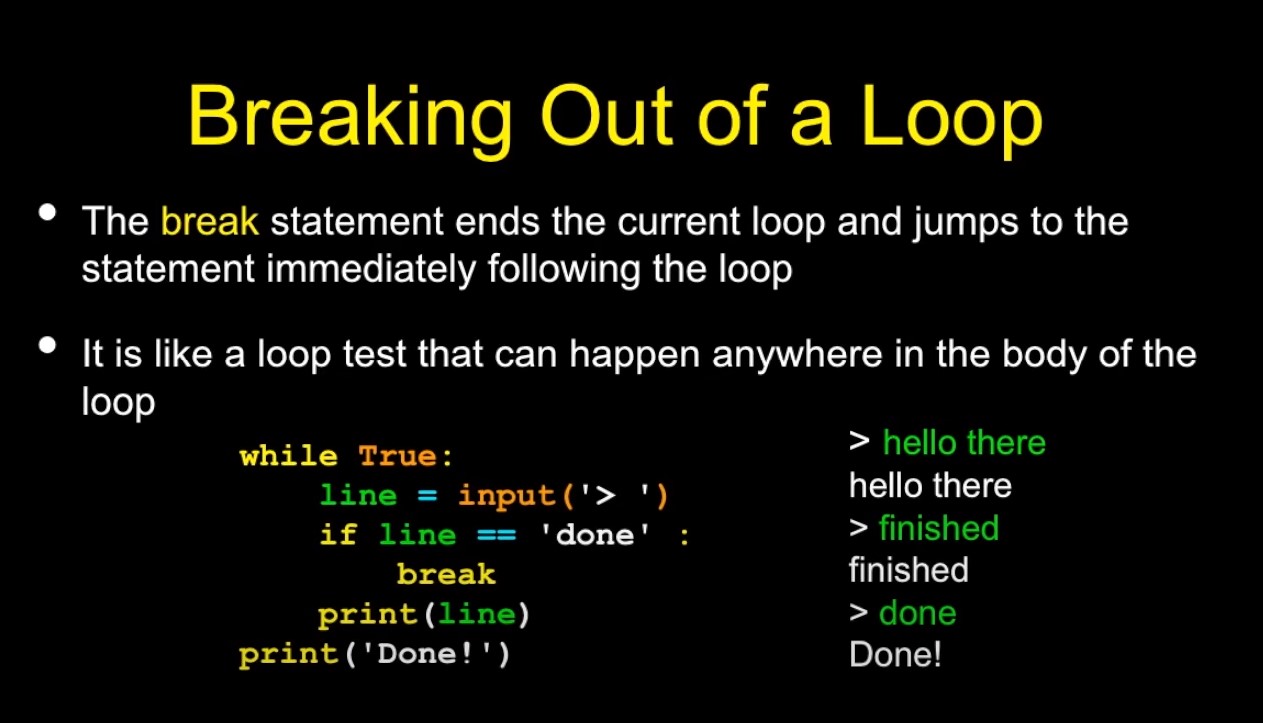 Breaking Out of a Loop
• The break statement ends the current loop and jumps to the
statement immediately following the loop
• It is like a loop test that can happen anywhere in the body of the
loop
while True:
    line = input('> ')
    if line == 'done' :
        break
    print(line)
print('Done!')
> hello there
hello there
> finished
finished
> done
Done!